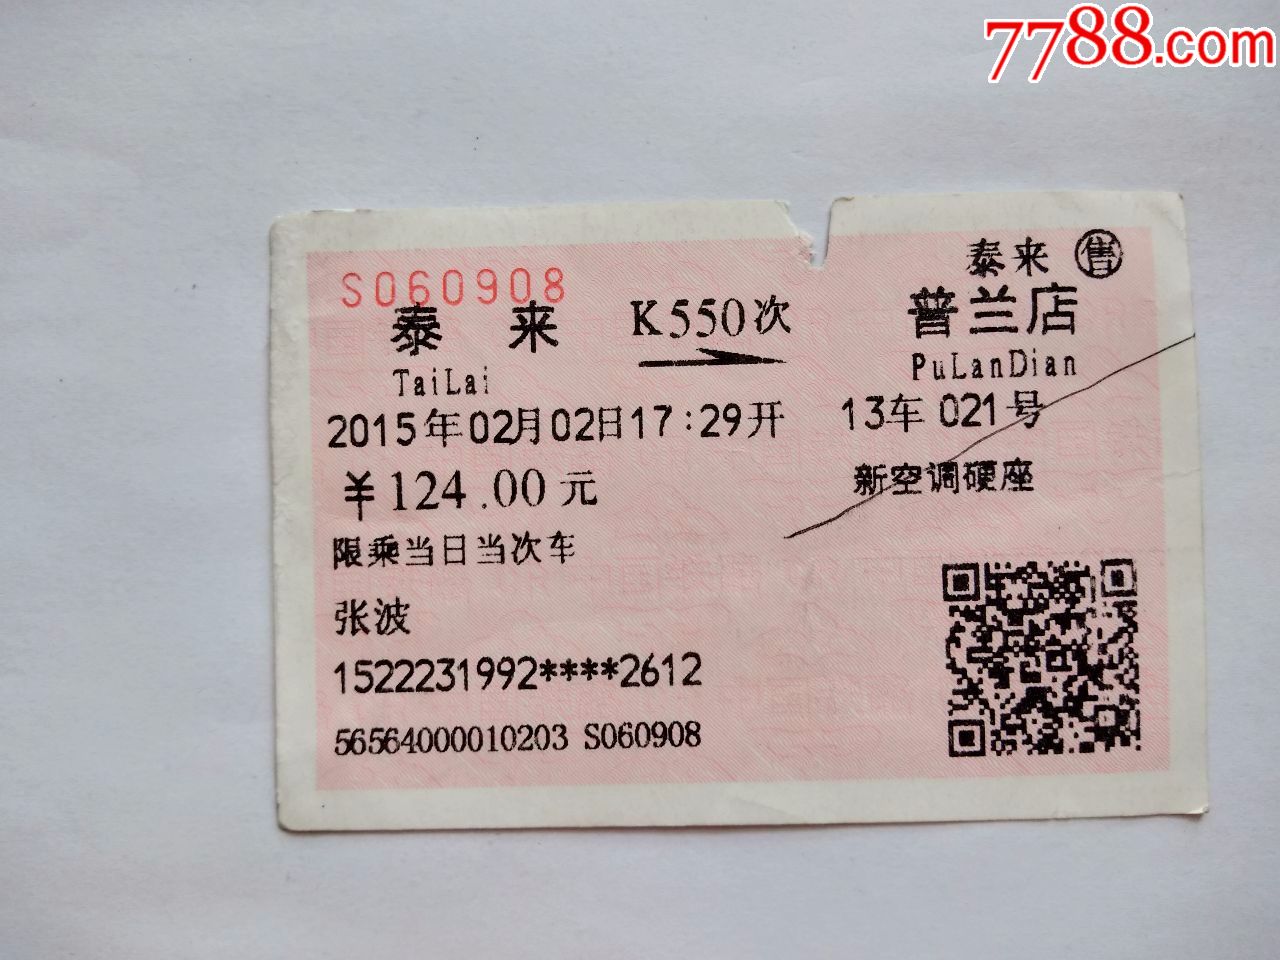 7788.com
S060908
泰来 售
泰来 K550次 普兰店
TaiLai PuLanDian
2015年02月02日17:29开 13车021号
￥124.00元 新空调硬座
限乘当日当次车
张波
1522231992****2612
56564000010203 S060908